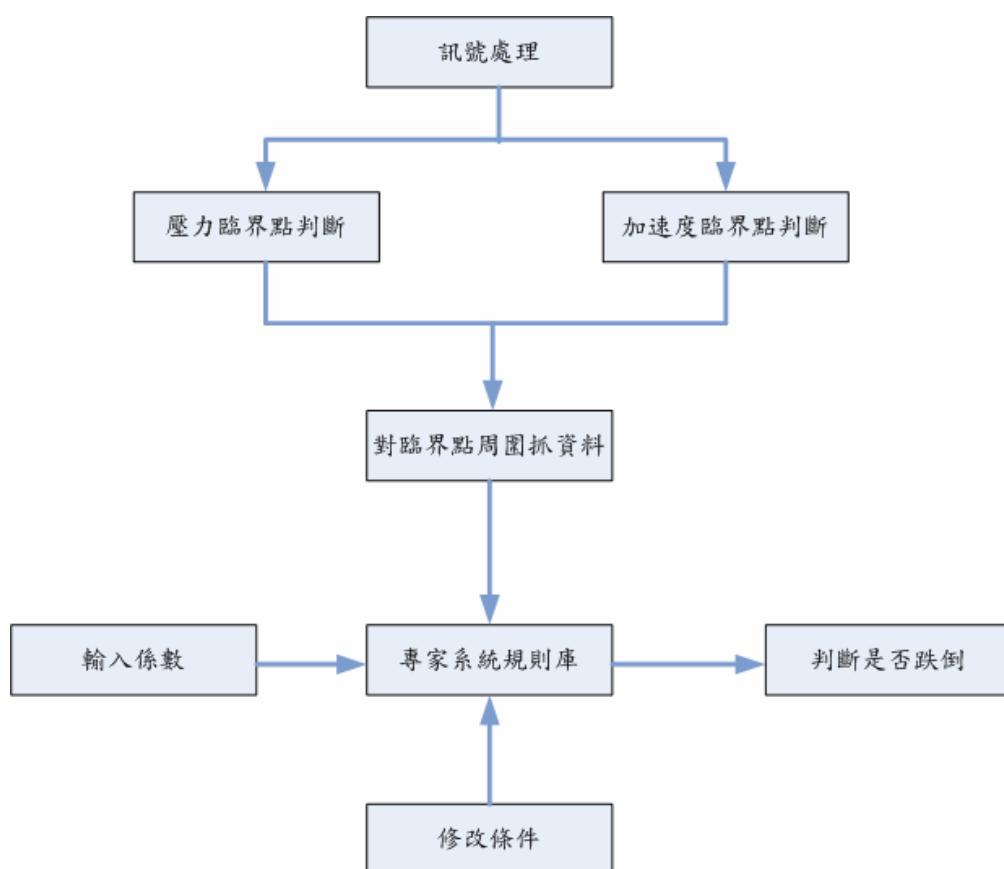 訊號處理
壓力臨界點判斷
加速度臨界點判斷
對臨界點周圍抓資料
輸入係數
專家系統規則庫
判斷是否跌倒
修改條件